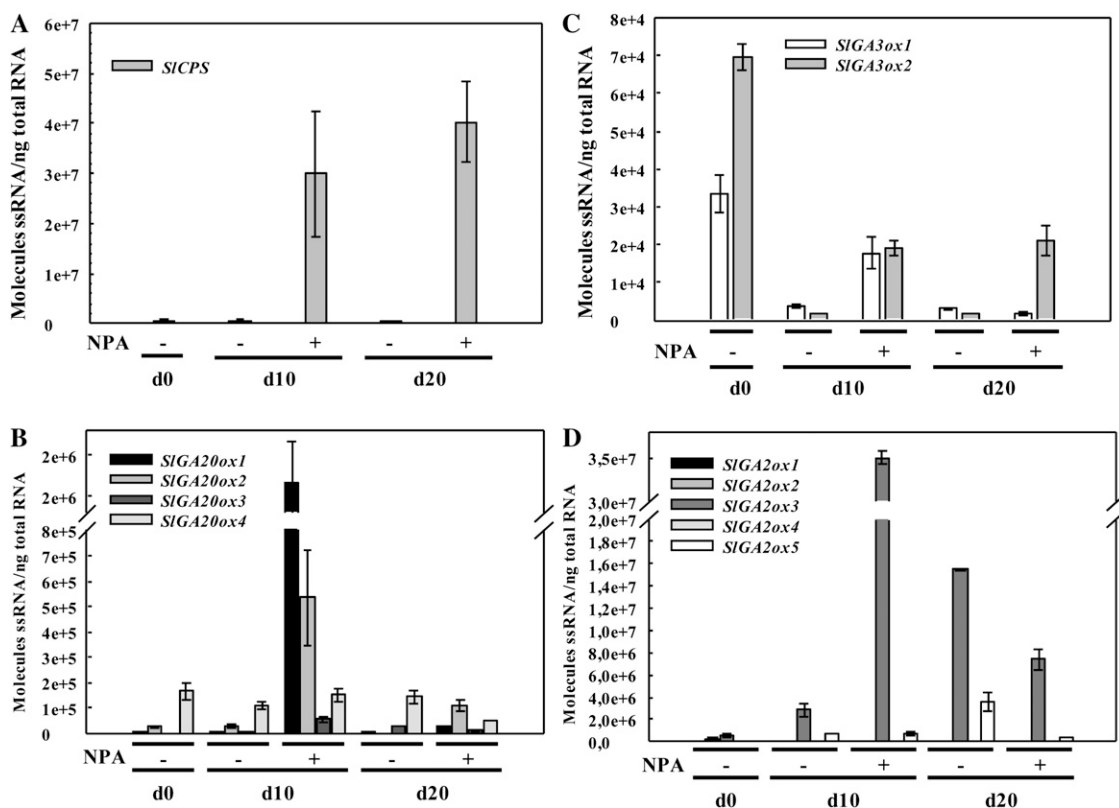 A
Molecules ssRNA/ng total RNA
6e+7
5e+7
4e+7
3e+7
2e+7
1e+7
0
SlCPS
NPA - - + - +
d0 d10 d20
C
Molecules ssRNA/ng total RNA
8e+4
7e+4
6e+4
5e+4
4e+4
3e+4
2e+4
1e+4
0
SlGA3ox1
SlGA3ox2
NPA - - + - +
d0 d10 d20
B
Molecules ssRNA/ng total RNA
2e+6
2e+6
8e+5
7e+5
6e+5
5e+5
4e+5
3e+5
2e+5
1e+5
0
SlGA20ox1
SlGA20ox2
SlGA20ox3
SlGA20ox4
NPA - - + - +
d0 d10 d20
D
Molecules ssRNA/ng total RNA
3,5e+7
3,0e+7
2,0e+7
1,8e+7
1,6e+7
1,4e+7
1,2e+7
1,0e+7
8,0e+6
6,0e+6
4,0e+6
2,0e+6
0,0
SlGA2ox1
SlGA2ox2
SlGA2ox3
SlGA2ox4
SlGA2ox5
NPA - - + - +
d0 d10 d20